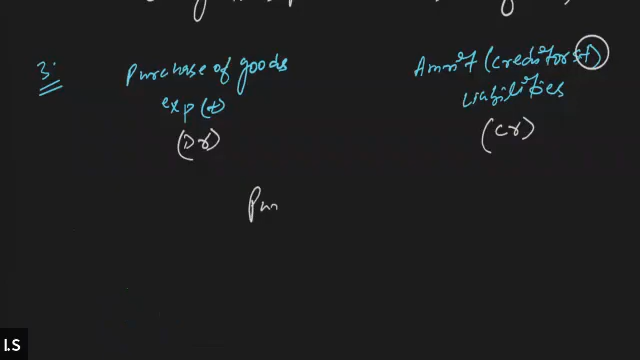 3.
Purchase of goods
exp (+)
(Dr)
Amrit (creditors +)
Liabilities
(Cr)
Pur
I.S